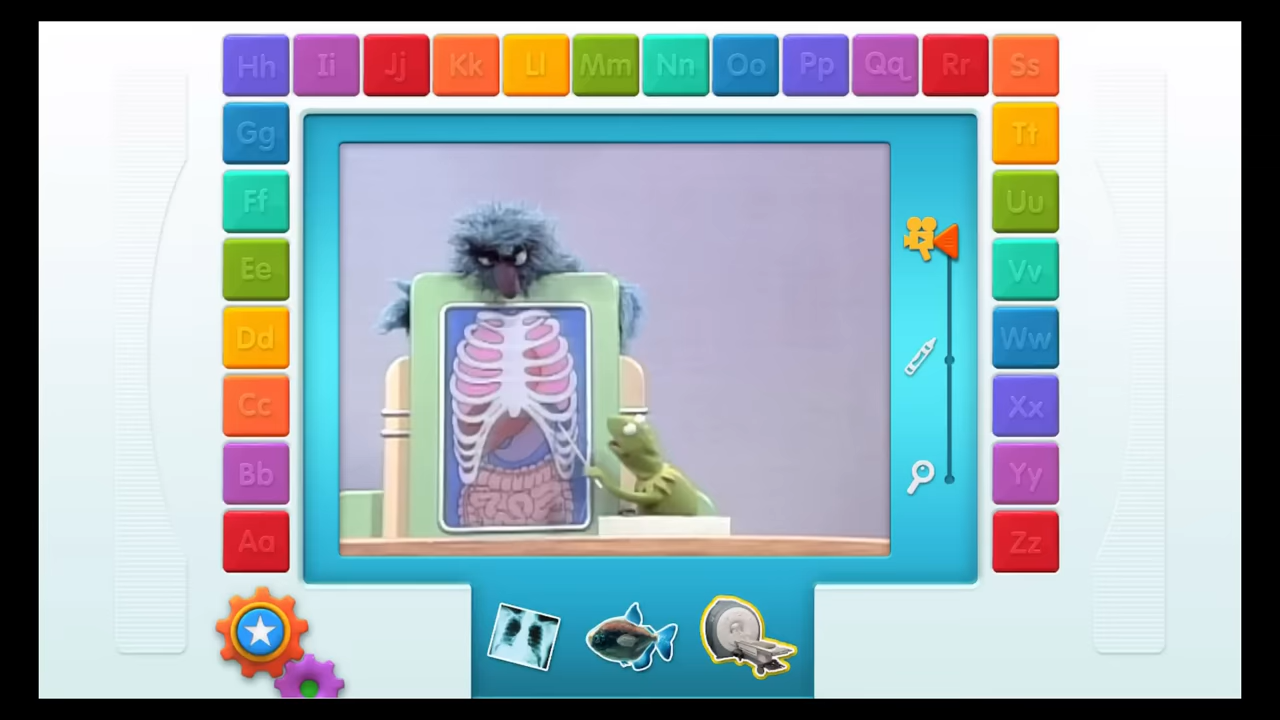 Hh Ii Jj Kk Ll Mm Nn Oo Pp Qq Rr Ss
Gg Tt
Ff Uu
Ee Vv
Dd Ww
Cc Xx
Bb Yy
Aa Zz